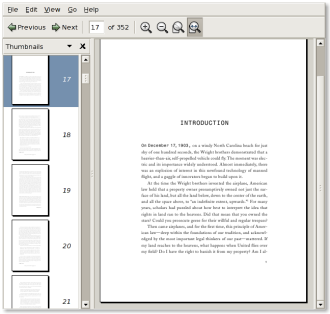 File Edit View Go Help
Previous Next 17 of 352
Thumbnails
17
18
19
20
21
INTRODUCTION
On December 17, 1903, on a windy North Carolina beach for just
shy of one hundred seconds, the Wright brothers demonstrated that a
heavier-than-air, self-propelled vehicle could fly. The moment was elec-
tric and its importance widely understood. Almost immediately, there
was an explosion of interest in this newfound technology of manned
flight, and a gaggle of innovators began to build upon it.
At the time the Wright brothers invented the airplane, American
law held that a property owner presumptively owned not just the sur-
face of his land, but all the land below, down to the center of the earth,
and all the space above, to "an indefinite extent, upwards." For many
years, scholars had puzzled about how best to interpret the idea that
rights in land ran to the heavens. Did that mean that you owned the
stars? Could you prosecute geese for their willful and regular trespass?
Then came airplanes, and for the first time, this principle of Amer-
ican law—deep within the foundations of our tradition, and acknowl-
edged by the most important legal thinkers of our past—mattered. If
my land reaches to the heavens, what happens when United flies over
my field? Do I have the right to banish it from my property? Am I al-